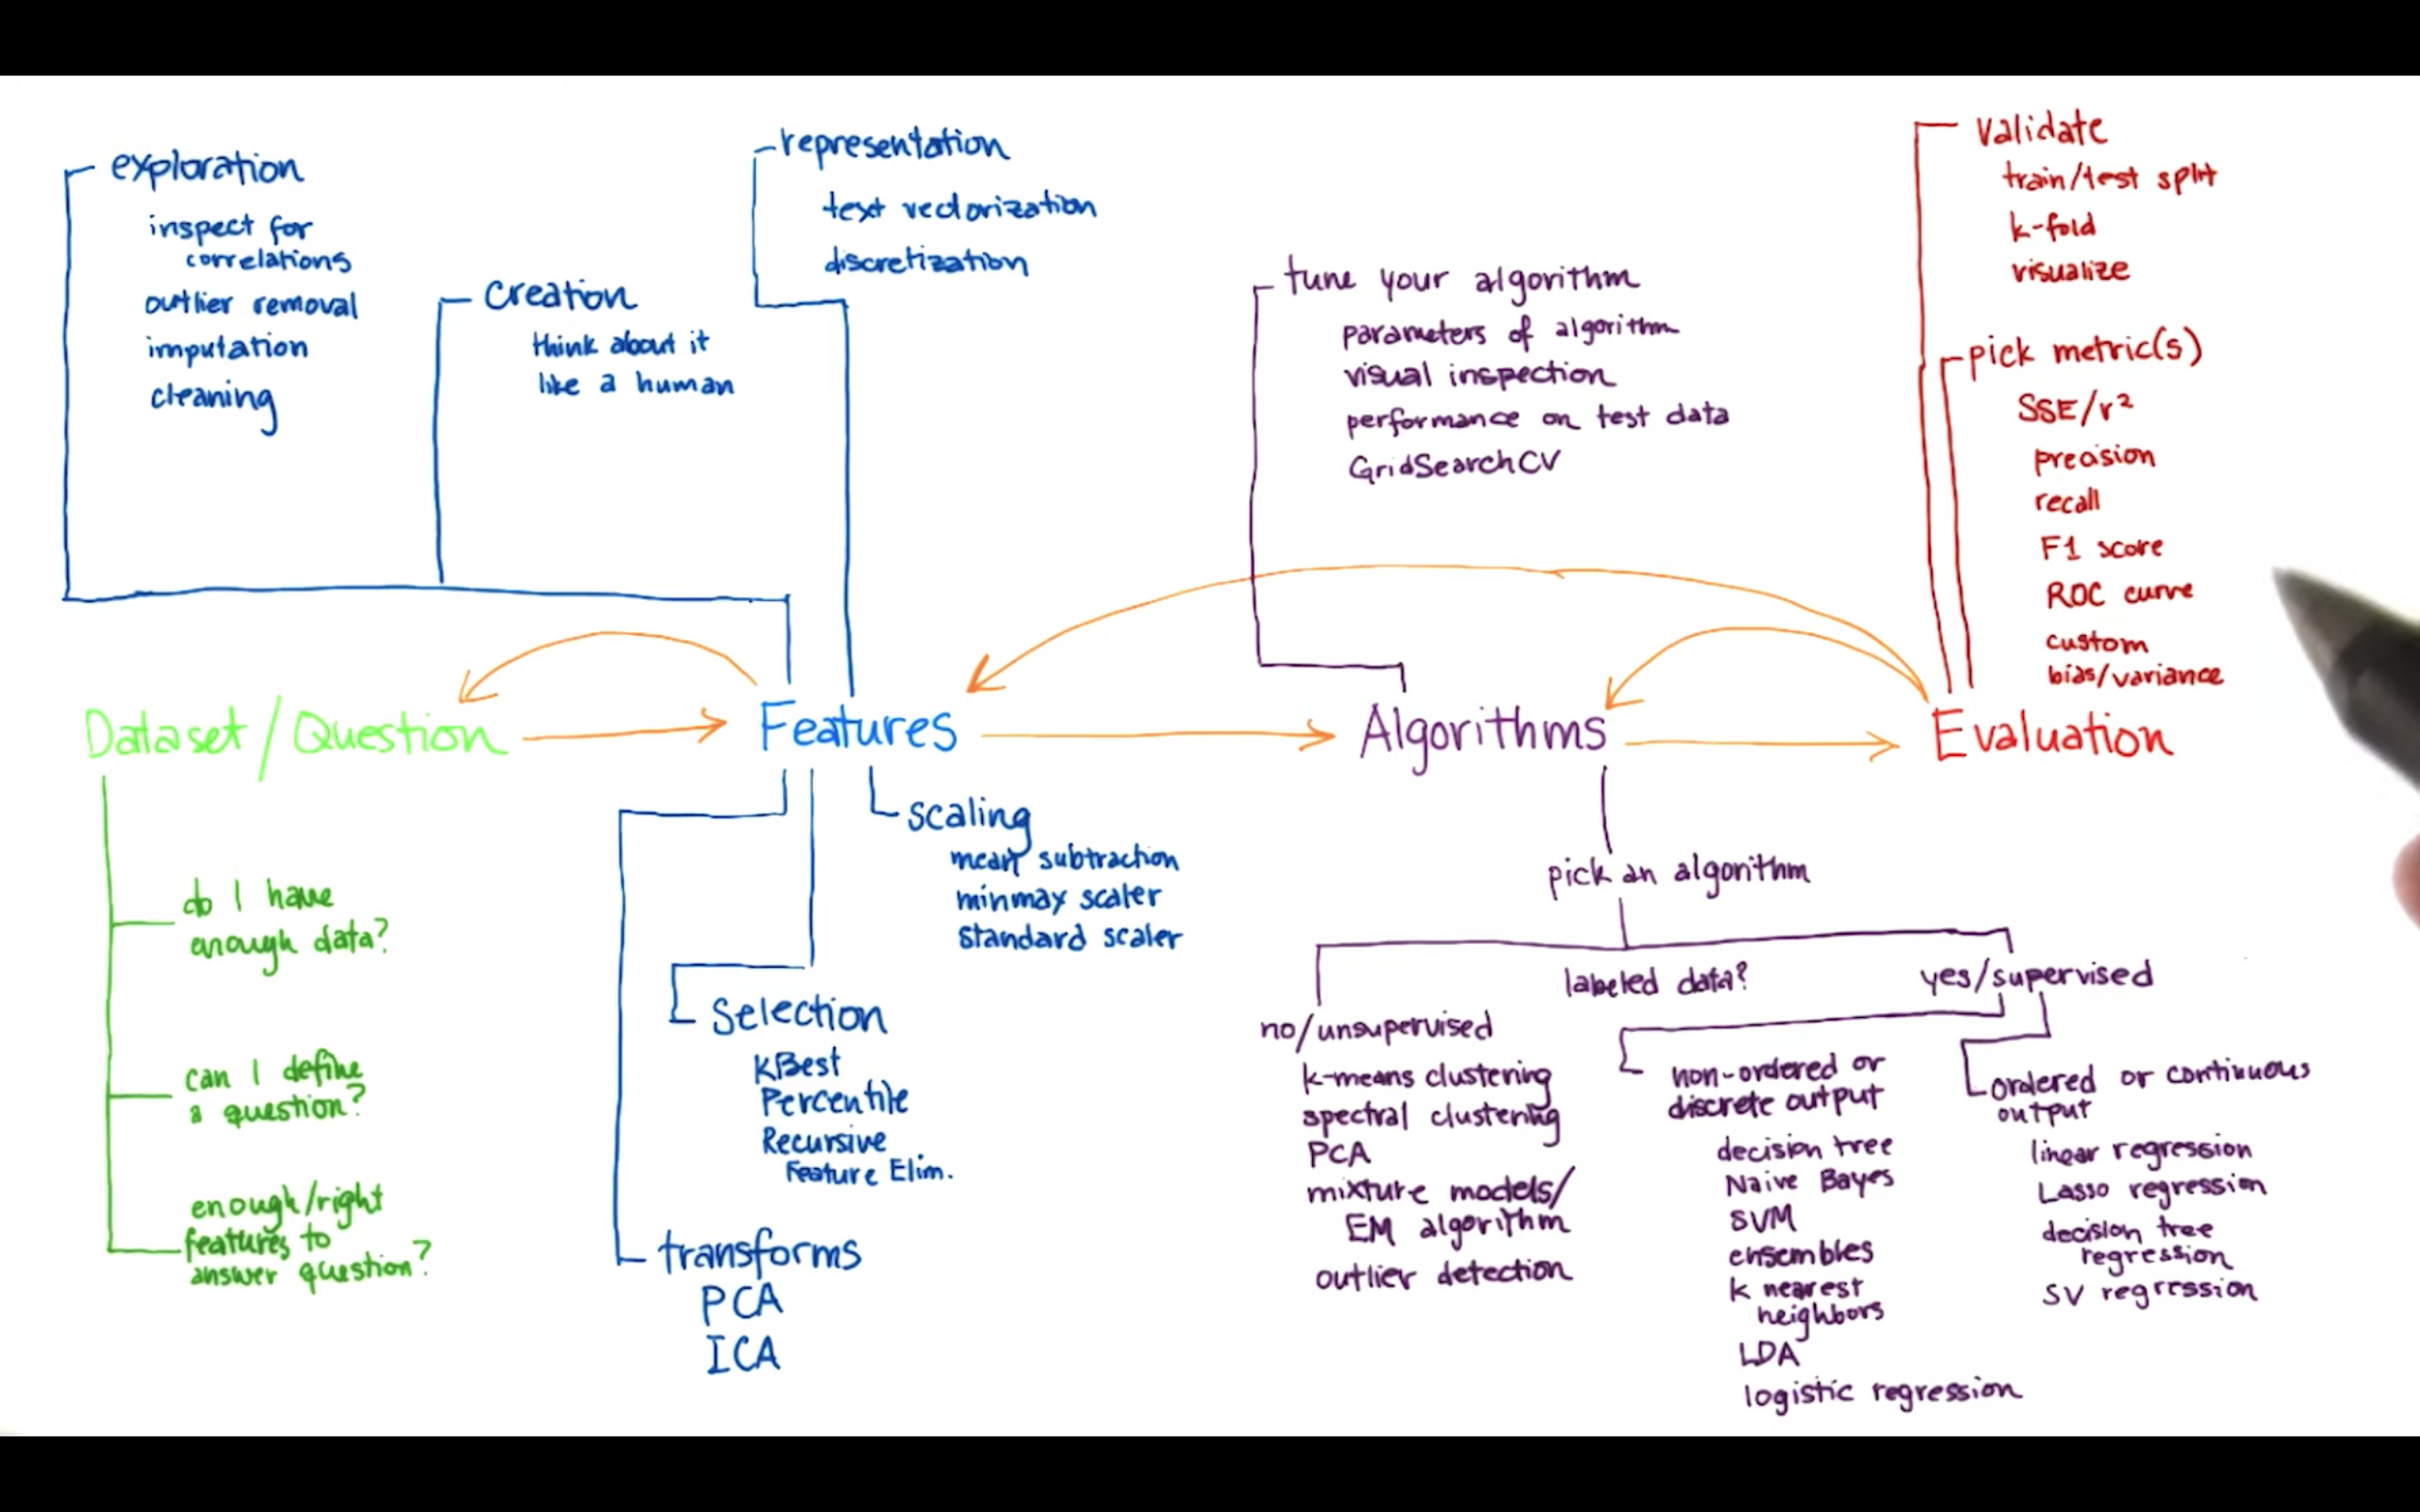 exploration
inspect for
correlations
outlier removal
imputation
cleaning
creation
think about it
like a human
representation
text vectorization
discretization
tune your algorithm
parameters of algorithm
visual inspection
performance on test data
GridSearchCV
validate
train/test split
k-fold
visualize
pick metric(s)
SSE/r²
precision
recall
F1 score
ROC curve
custom
bias/variance
Dataset/Question
Features
Algorithms
Evaluation
do I have
enough data?
can I define
a question?
enough/right
features to
answer question?
scaling
mean subtraction
minmax scaler
standard scaler
Selection
KBest
Percentile
Recursive
Feature Elim.
transforms
PCA
ICA
pick an algorithm
labeled data?
no/unsupervised
k-means clustering
spectral clustering
PCA
mixture models/
EM algorithm
outlier detection
yes/supervised
non-ordered or
discrete output
decision tree
Naive Bayes
SVM
ensembles
k nearest
neighbors
LDA
logistic regression
ordered or continuous
output
linear regression
Lasso regression
decision tree
regression
SV regression